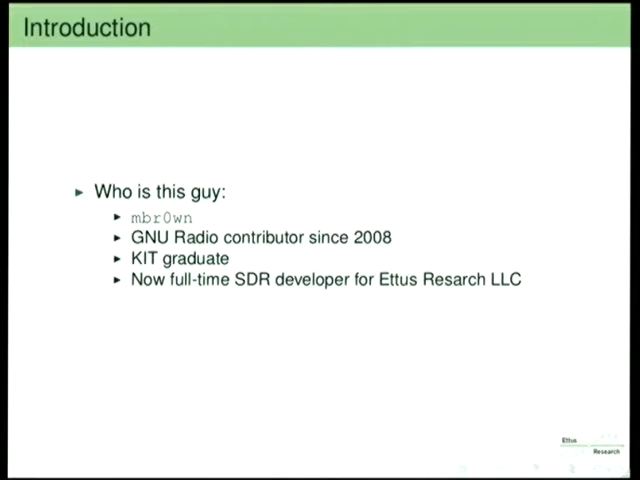 Introduction
Who is this guy:
mbr0wn
GNU Radio contributor since 2008
KIT graduate
Now full-time SDR developer for Ettus Resarch LLC
Ettus
Research